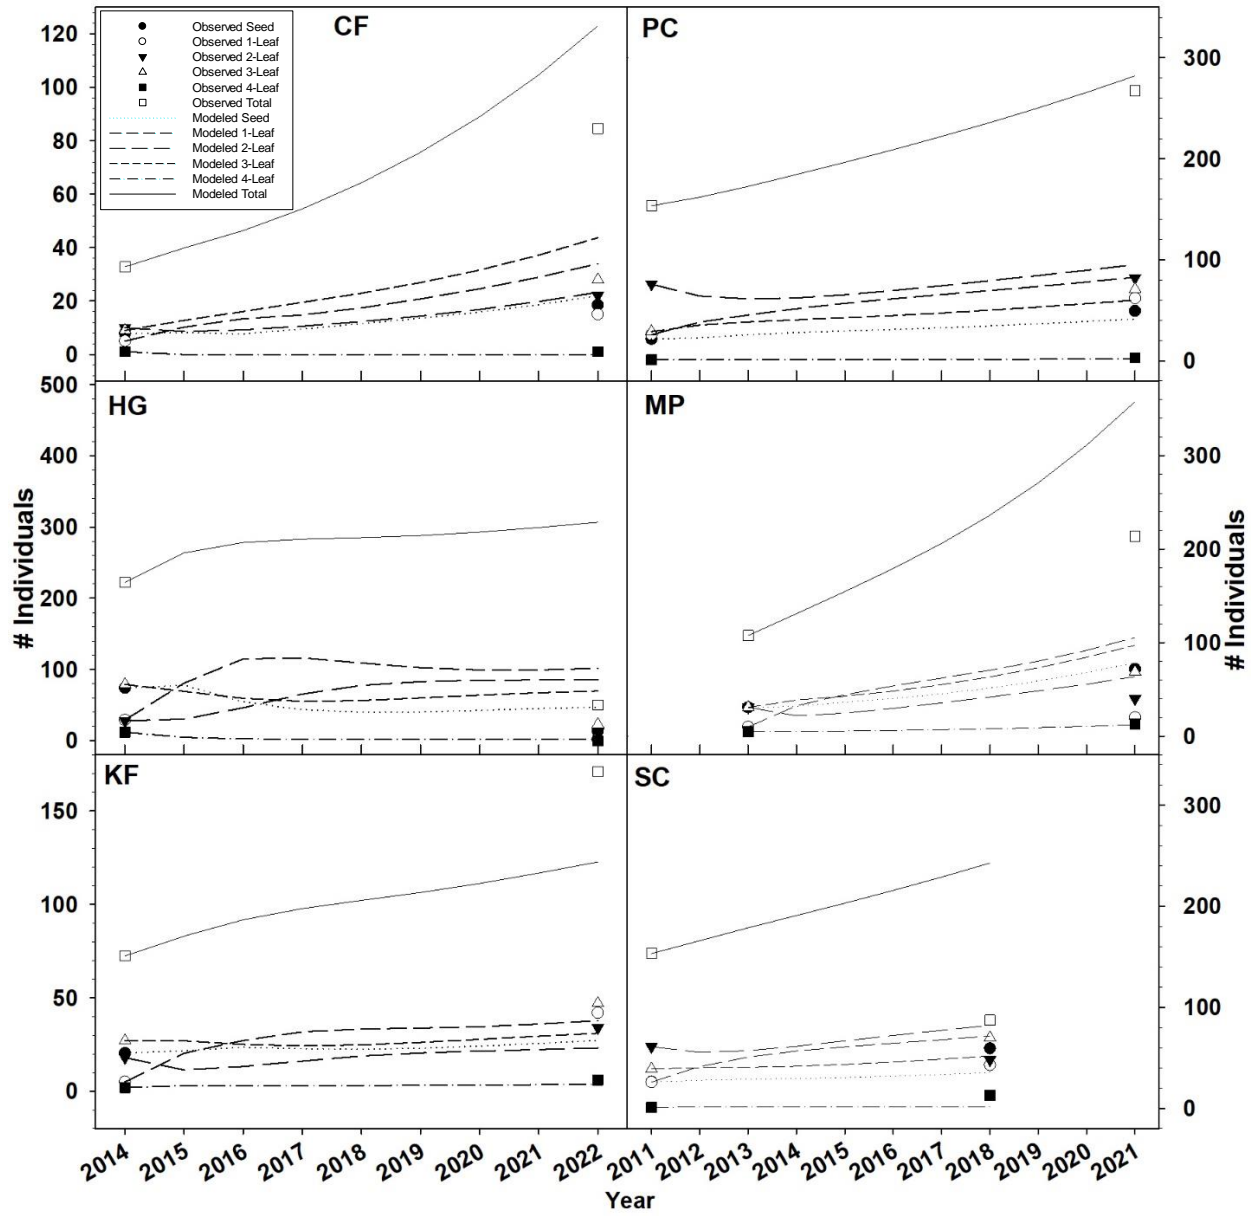 CF
Observed Seed
Observed 1-Leaf
Observed 2-Leaf
Observed 3-Leaf
Observed 4-Leaf
Observed Total
Modeled Seed
Modeled 1-Leaf
Modeled 2-Leaf
Modeled 3-Leaf
Modeled 4-Leaf
Modeled Total
120
100
80
60
40
20
0
PC
300
200
100
0
HG
500
400
300
200
100
0
MP
300
200
100
0
# Individuals
# Individuals
KF
150
100
50
0
SC
300
200
100
0
2014 2015 2016 2017 2018 2019 2020 2021 2022
2011 2012 2013 2014 2015 2016 2017 2018 2019 2020 2021
Year